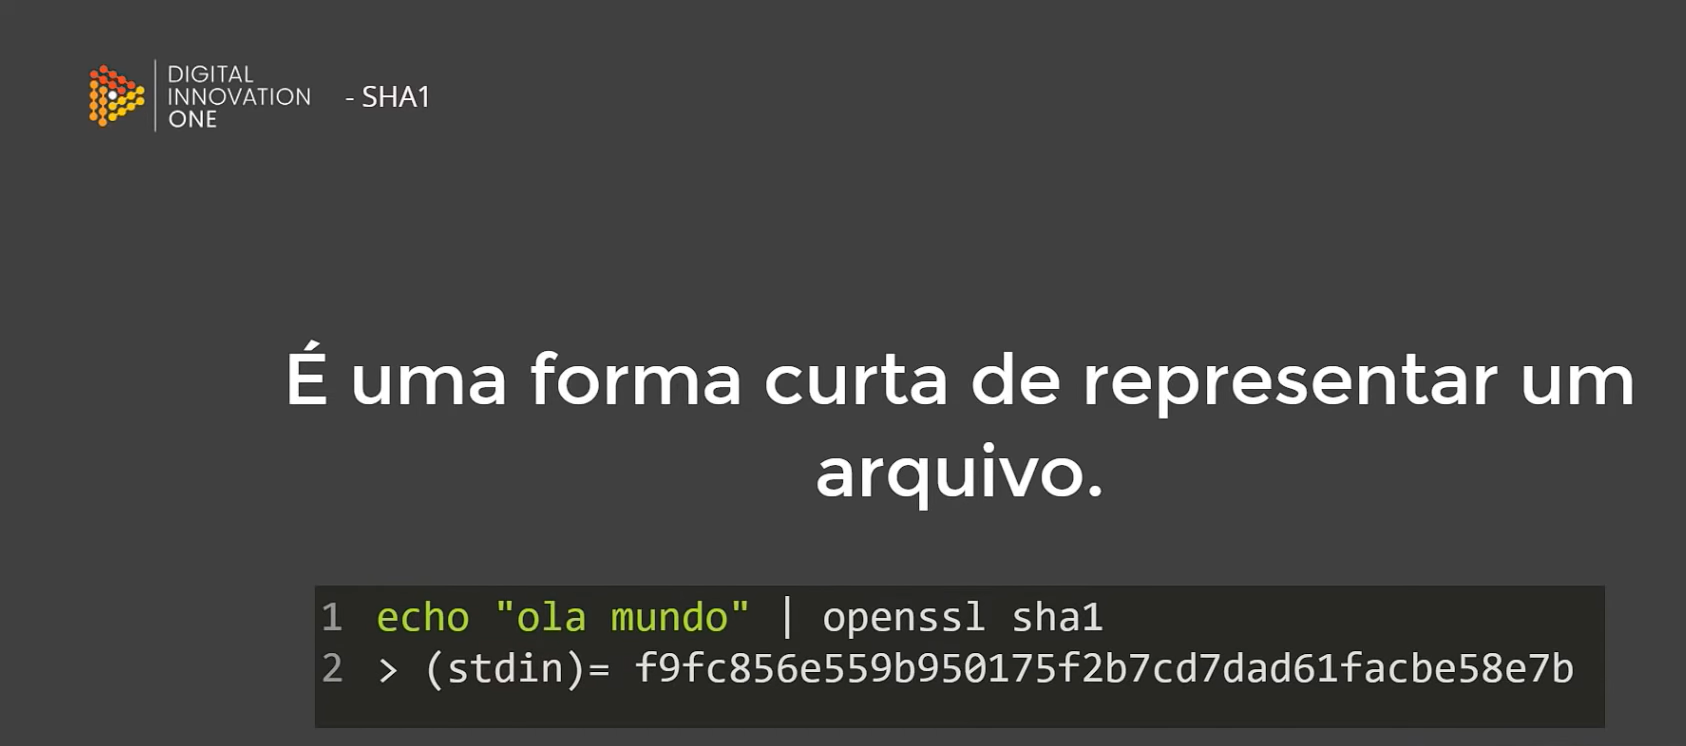 DIGITAL
INNOVATION
ONE
- SHA1
É uma forma curta de representar um
arquivo.
1 echo "ola mundo" | openssl sha1
2 > (stdin)= f9fc856e559b950175f2b7cd7dad61facbe58e7b